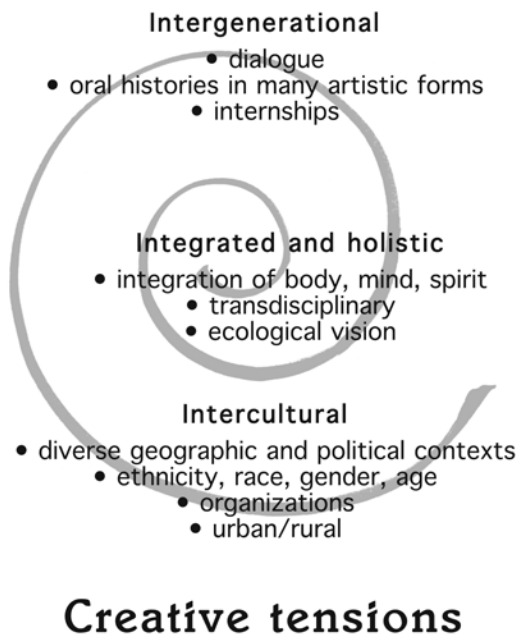 Intergenerational
• dialogue
• oral histories in many artistic forms
• internships
Integrated and holistic
• integration of body, mind, spirit
• transdisciplinary
• ecological vision
Intercultural
• diverse geographic and political contexts
• ethnicity, race, gender, age
• organizations
• urban/rural
Creative tensions